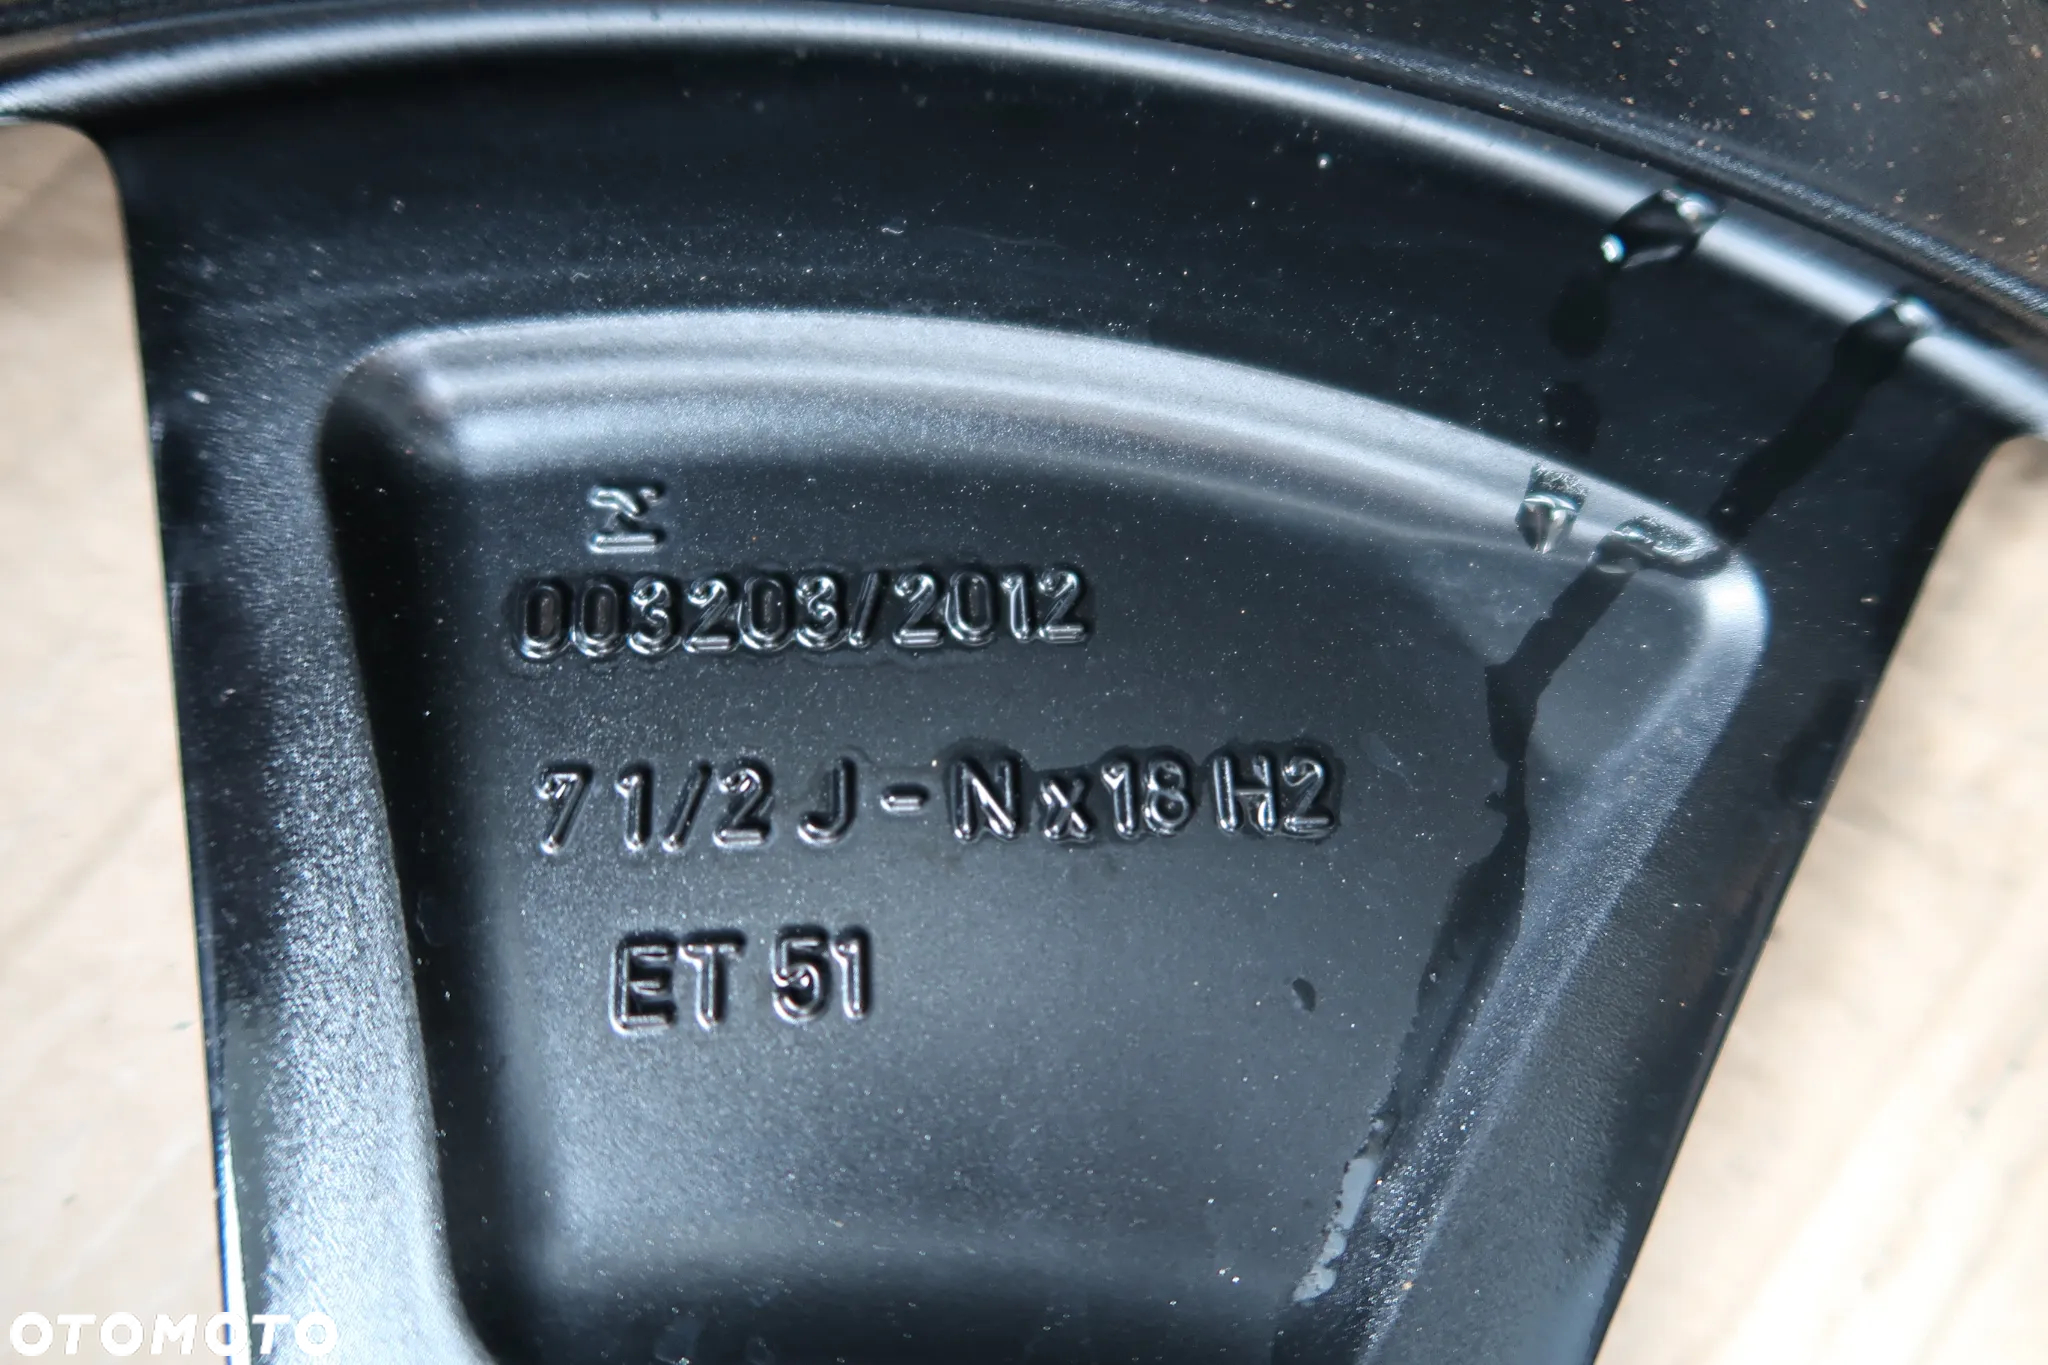 003203/2012
7 1/2 J - N x 18 H2
ET 51
OTOMOTO